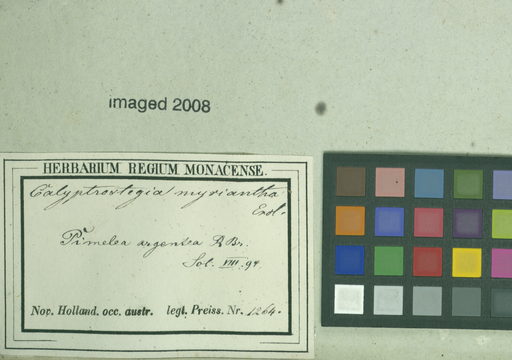 imaged 2008
HERBARIUM REGIUM MONACENSE.
Calyptrostegia myriantha
Endl.
Pimelea argentea R Br.
Sol. VIII. 94.
Nov. Holland. occ. austr. legt. Preiss. Nr. 1264.